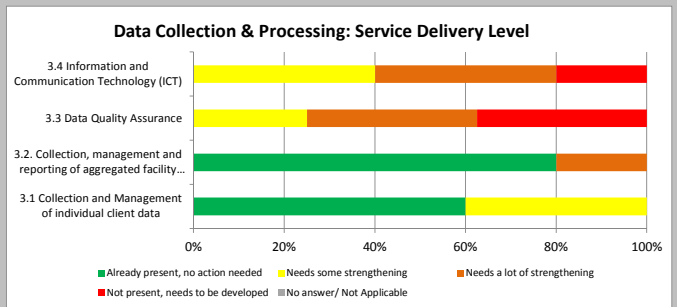 Data Collection & Processing: Service Delivery Level
3.4 Information and
Communication Technology (ICT)
3.3 Data Quality Assurance
3.2. Collection, management and
reporting of aggregated facility...
3.1 Collection and Management
of individual client data
0% 20% 40% 60% 80% 100%
Already present, no action needed Needs some strengthening Needs a lot of strengthening
Not present, needs to be developed No answer/ Not Applicable